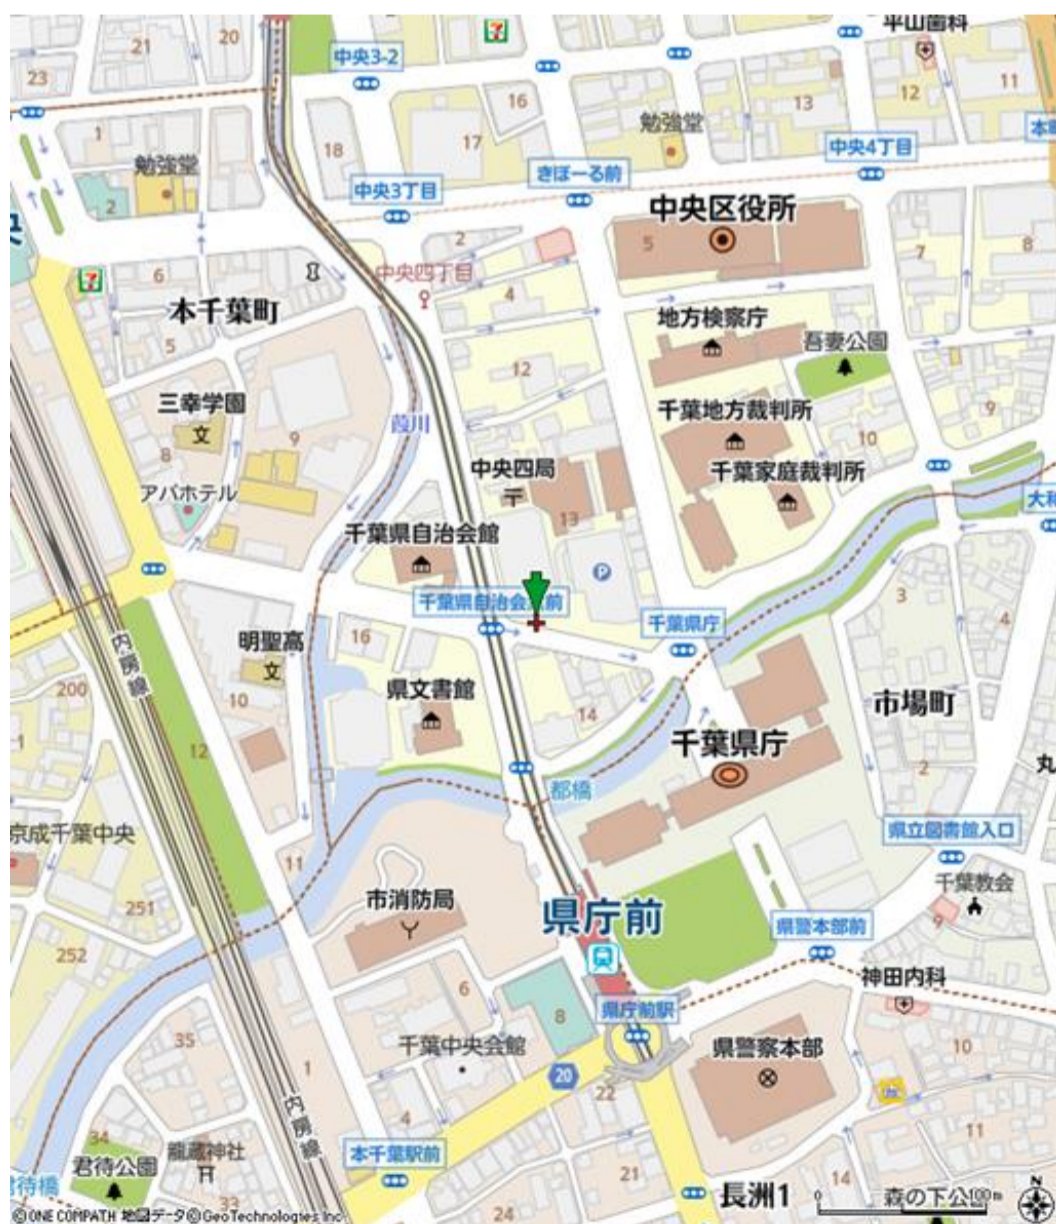 平山歯科
21
20
中央3-2
23
16
12
11
13
1
18
17
勉強堂
勉強堂
中央4丁目
2
中央3丁目
きぼーる前
中央区役所
2
5
7
8
6
中央四丁目
本千葉町
4
地方検察庁
吾妻公園
5
12
三幸学園
千葉地方裁判所
9
9
8
葭川
10
中央四局
千葉家庭裁判所
アパホテル
13
千葉県自治会館
P
3
千葉県自治会館前
4
内房線
明聖高
16
千葉県庁
200
10
県文書館
市場町
14
1
12
千葉県庁
2
都橋
京成千葉中央
県立図書館入口
11
千葉教会
251
市消防局
県庁前
9
県警本部前
252
神田内科
6
8
県庁前駅
35
千葉中央会館
県警察本部
10
1
20
22
4
内房線
11
34
龍蔵神社
本千葉駅前
君待公園
21
14
33
長洲1
森の下公園
0
100m
N
24
©ONE COMPATH 地図データ©GeoTechnologies Inc.